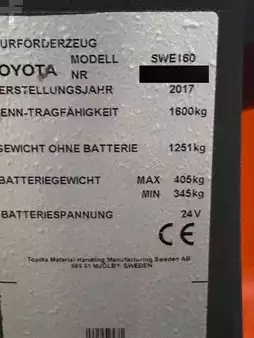 URFÖRDERZEUG
MODELL SWE160
OYOTA NR
ERSTELLUNGSJAHR 2017
ENN-TRAGFÄHIGKEIT 1600kg
GEWICHT OHNE BATTERIE 1251kg
BATTERIEGEWICHT MAX 405kg
MIN 345kg
BATTERIESPANNUNG 24V
CE
Toyota Material Handling Manufacturing Sweden AB
595 81 MJÖLBY, SWEDEN